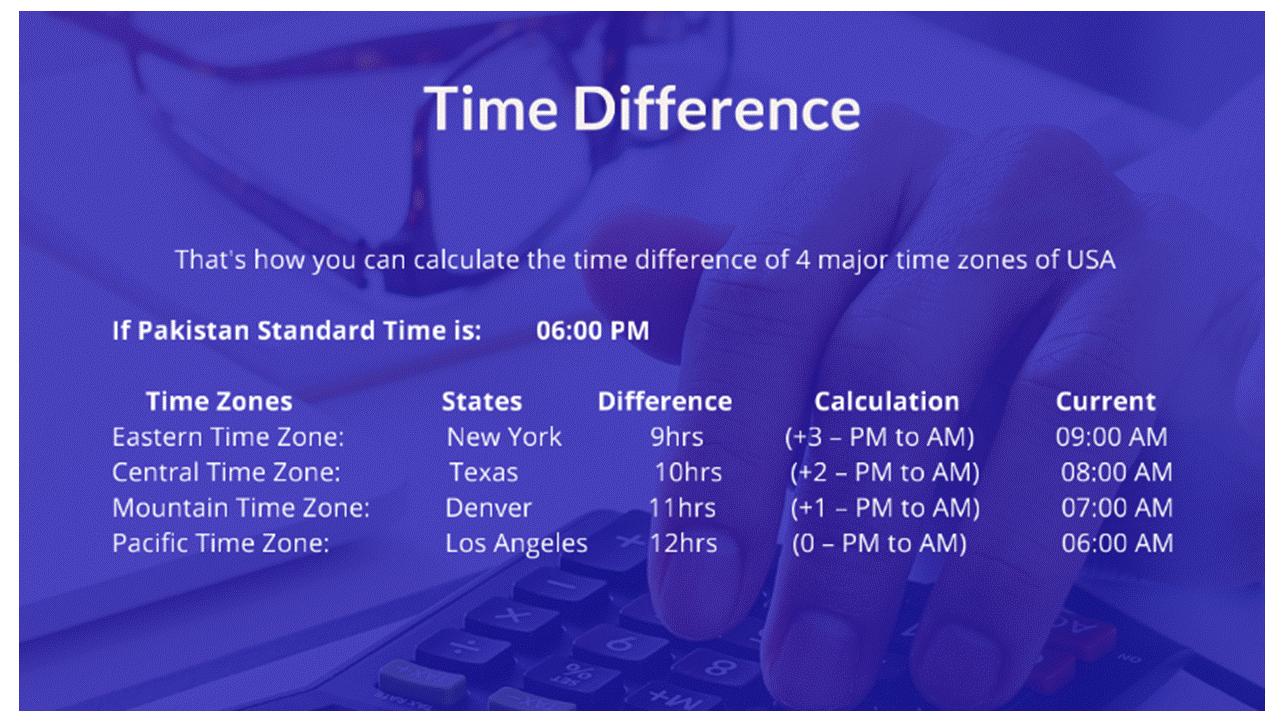 Time Difference
That's how you can calculate the time difference of 4 major time zones of USA
If Pakistan Standard Time is: 06:00 PM
Time Zones States Difference Calculation Current
Eastern Time Zone: New York 9hrs (+3 – PM to AM) 09:00 AM
Central Time Zone: Texas 10hrs (+2 – PM to AM) 08:00 AM
Mountain Time Zone: Denver 11hrs (+1 – PM to AM) 07:00 AM
Pacific Time Zone: Los Angeles 12hrs (0 – PM to AM) 06:00 AM
9
8
M+
ON